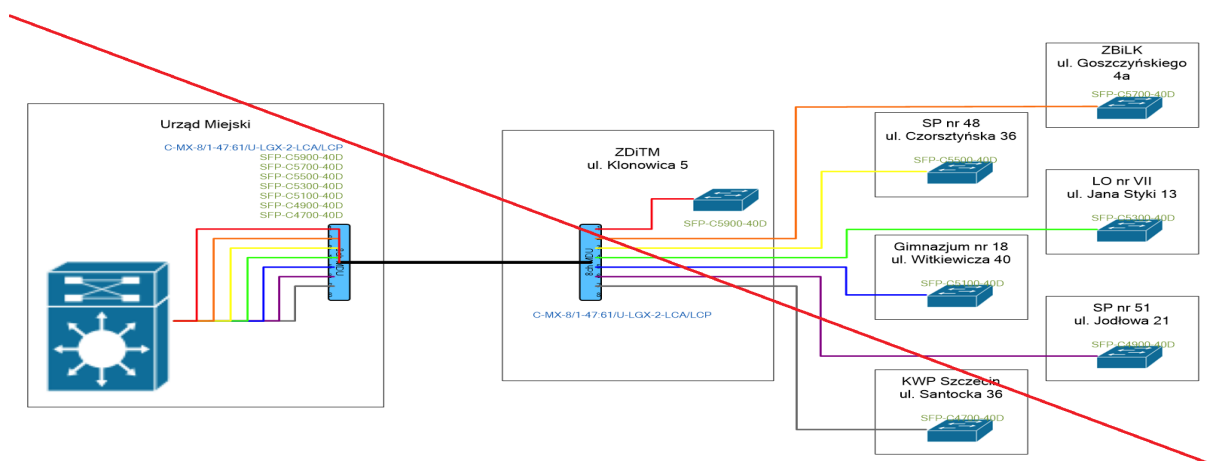 Urząd Miejski
C-MX-8/1-47:61/U-LGX-2-LCA/LCP
SFP-C5900-40D
SFP-C5700-40D
SFP-C5500-40D
SFP-C5300-40D
SFP-C5100-40D
SFP-C4900-40D
SFP-C4700-40D
ZDiTM
ul. Klonowica 5
SFP-C5900-40D
C-MX-8/1-47:61/U-LGX-2-LCA/LCP
ZBiLK
ul. Goszczyńskiego
4a
SFP-C5700-40D
SP nr 48
ul. Czorsztyńska 36
SFP-C5500-40D
LO nr VII
ul. Jana Styki 13
SFP-C5300-40D
Gimnazjum nr 18
ul. Witkiewicza 40
SFP-C5100-40D
SP nr 51
ul. Jodłowa 21
SFP-C4900-40D
KWP Szczecin
ul. Santocka 36
SFP-C4700-40D